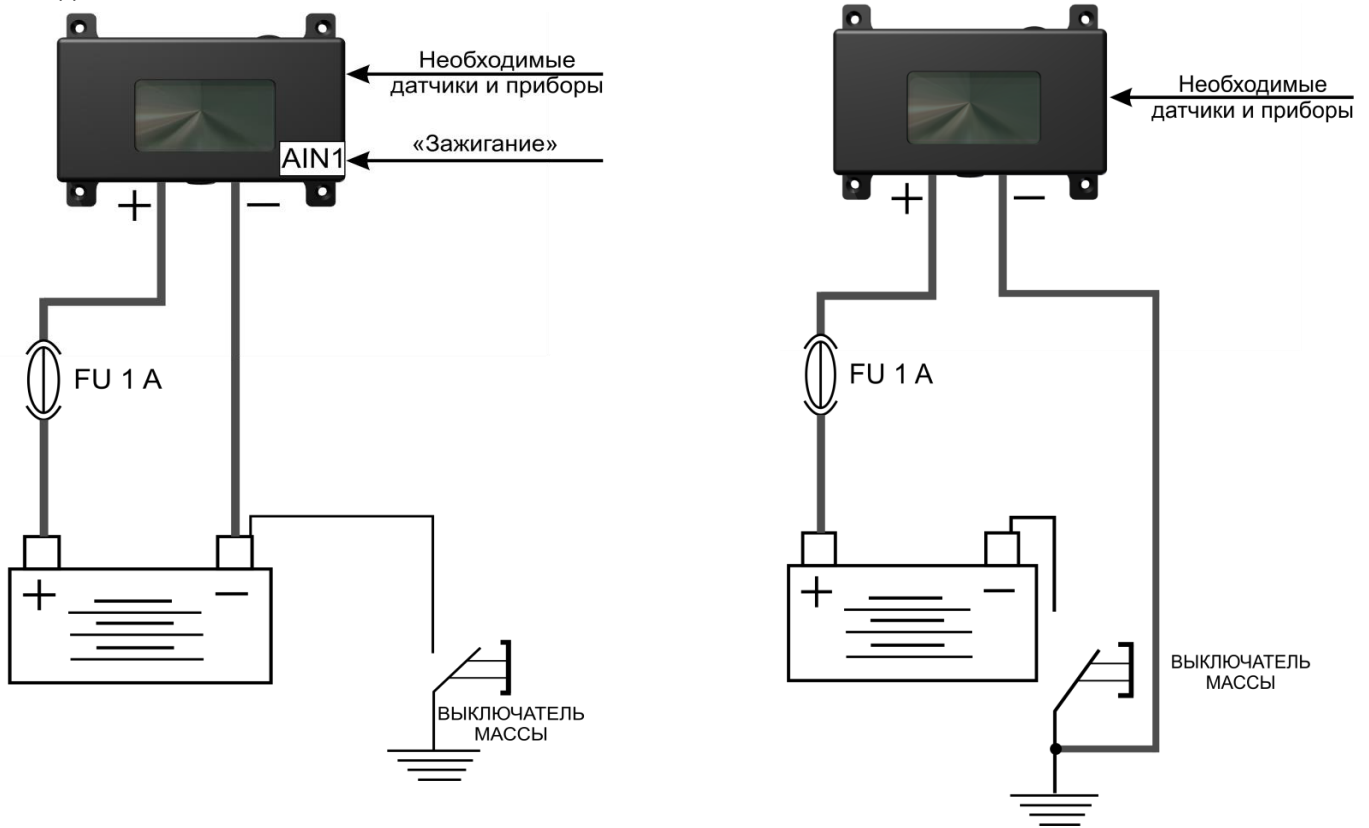 Необходимые
датчики и приборы
«Зажигание»
AIN1
+ −
FU 1 A
+ −
ВЫКЛЮЧАТЕЛЬ
МАССЫ
Необходимые
датчики и приборы
+ −
FU 1 A
+ −
ВЫКЛЮЧАТЕЛЬ
МАССЫ